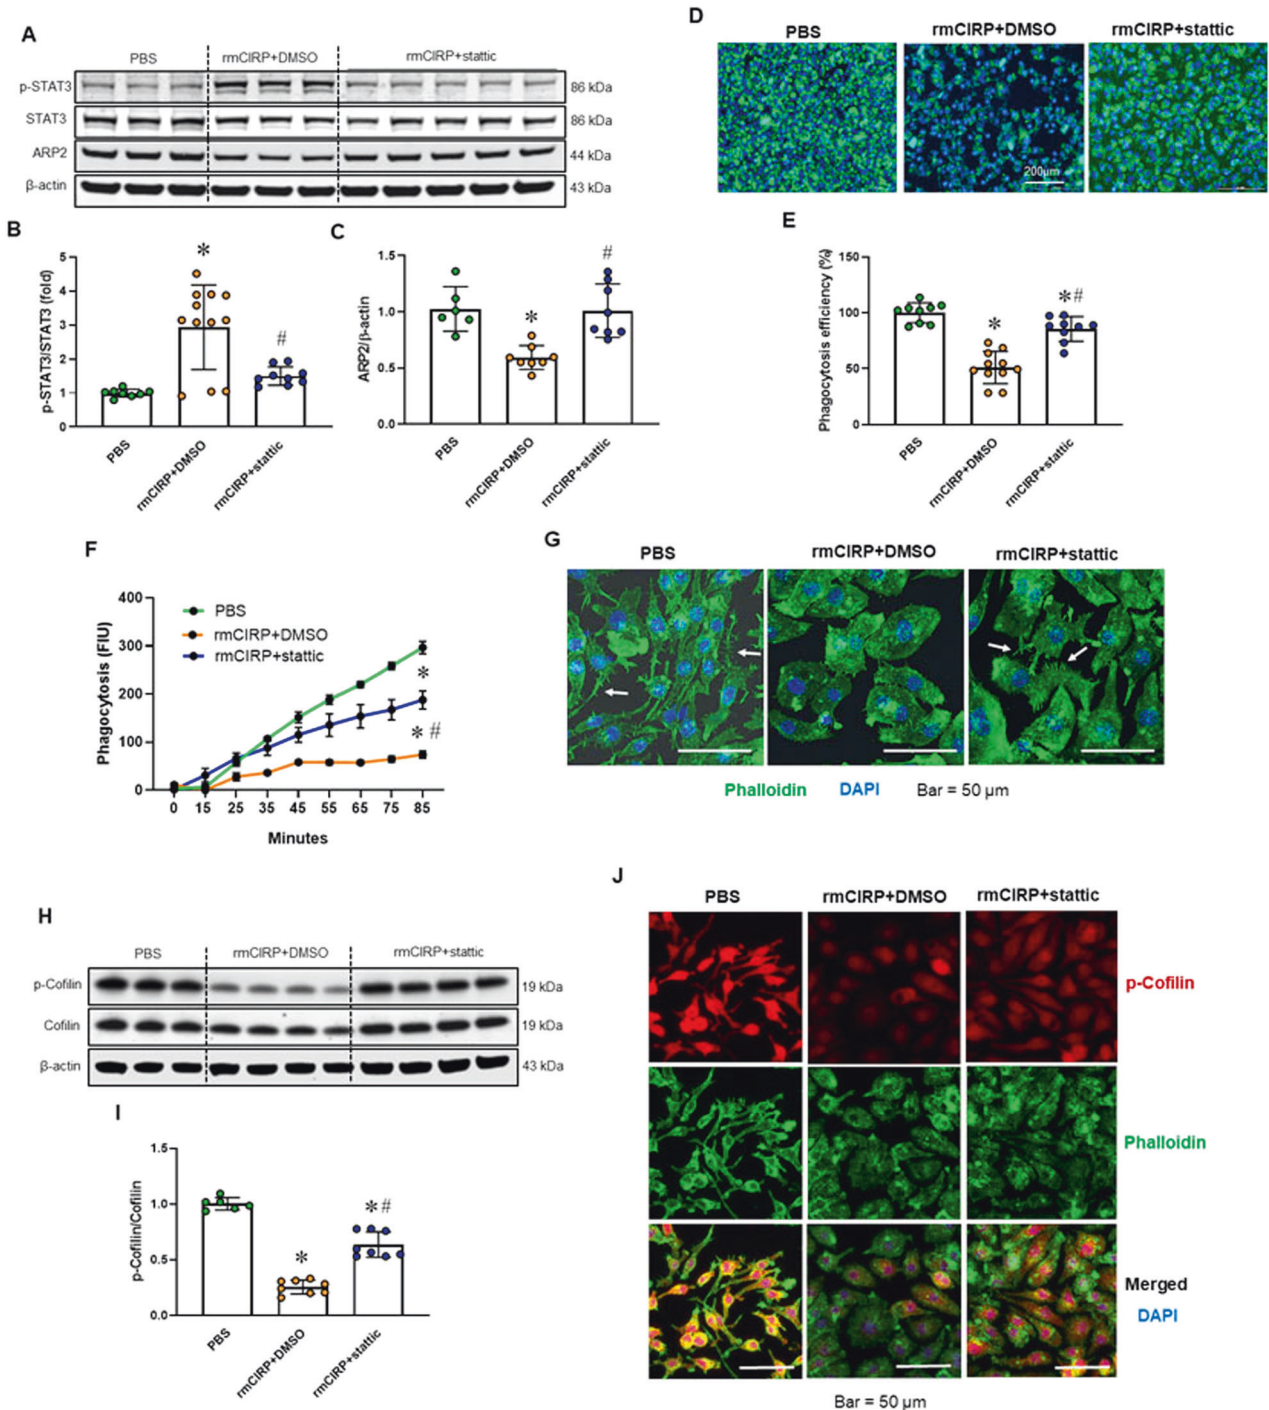 A
PBS rmCIRP+DMSO rmCIRP+stattic
p-STAT3 86 kDa
STAT3 86 kDa
ARP2 44 kDa
β-actin 43 kDa
D
PBS rmCIRP+DMSO rmCIRP+stattic
200μm
B
p-STAT3/STAT3 (fold)
5
4
3
2
1
0
*
#
PBS
rmCIRP+DMSO
rmCIRP+stattic
C
ARP2/β-actin
1.5
1.0
0.5
0.0
*
#
PBS
rmCIRP+DMSO
rmCIRP+stattic
E
Phagocytosis efficiency (%)
150
100
50
0
*
*#
PBS
rmCIRP+DMSO
rmCIRP+stattic
F
Phagocytosis (FIU)
400
300
200
100
0
PBS
rmCIRP+DMSO
rmCIRP+stattic
*
* #
0 15 25 35 45 55 65 75 85
Minutes
G
PBS rmCIRP+DMSO rmCIRP+stattic
Phalloidin DAPI Bar = 50 μm
H
PBS rmCIRP+DMSO rmCIRP+stattic
p-Cofilin 19 kDa
Cofilin 19 kDa
β-actin 43 kDa
I
p-Cofilin/Cofilin
1.5
1.0
0.5
0.0
*
*#
PBS
rmCIRP+DMSO
rmCIRP+stattic
J
PBS rmCIRP+DMSO rmCIRP+stattic
p-Cofilin
Phalloidin
Merged
DAPI
Bar = 50 μm